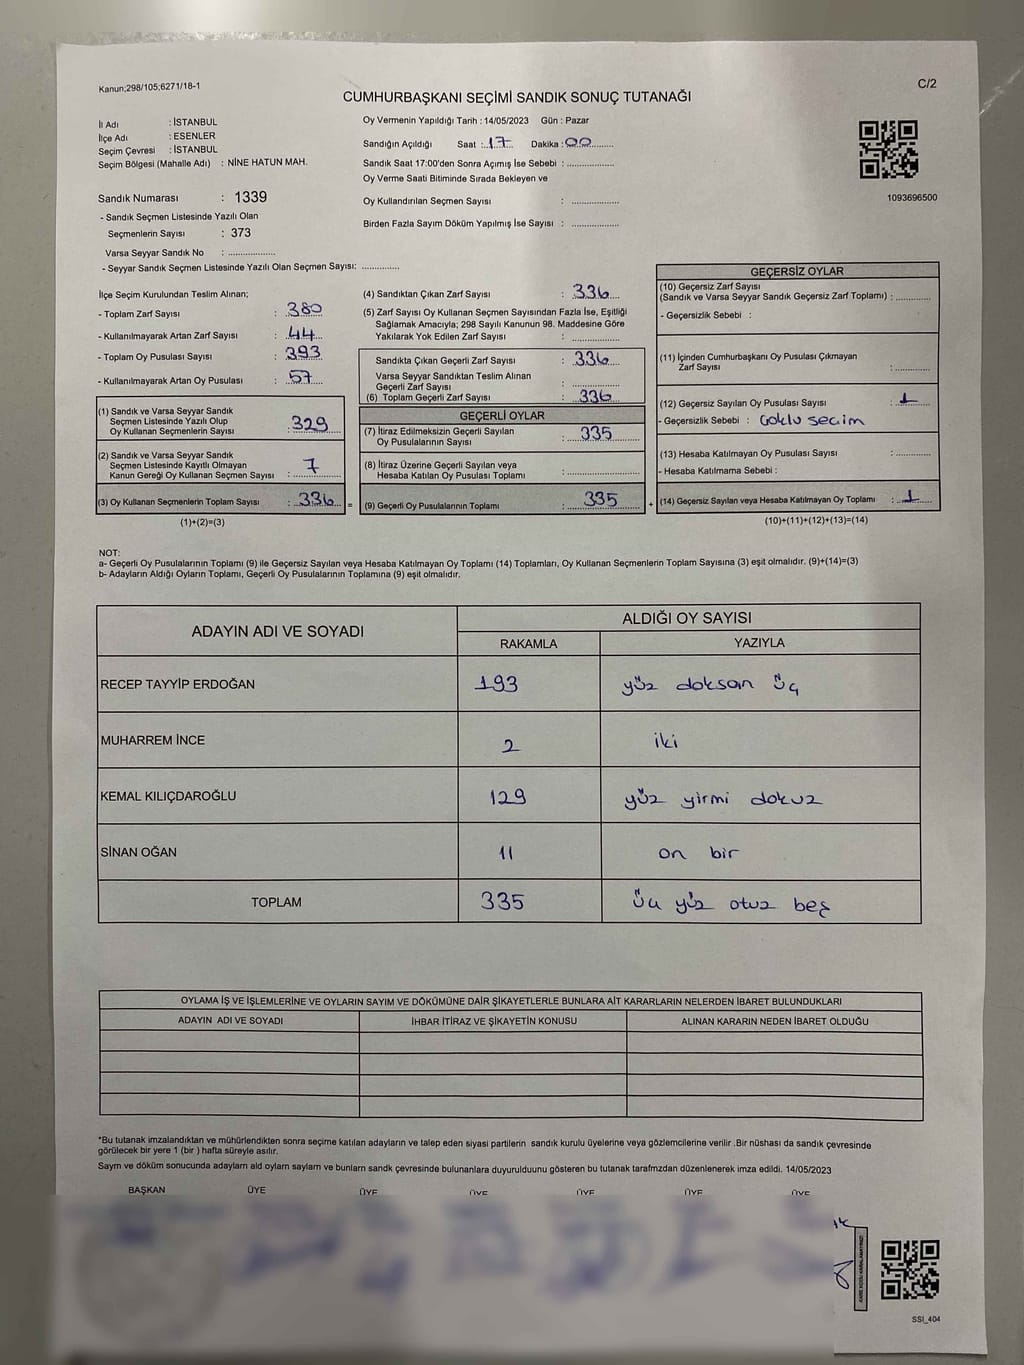 Kanun;298/105;6271/18-1
C/2
CUMHURBAŞKANI SEÇİMİ SANDIK SONUÇ TUTANAĞI
İl Adı : İSTANBUL
İlçe Adı : ESENLER
Seçim Çevresi : İSTANBUL
Seçim Bölgesi (Mahalle Adı) : NİNE HATUN MAH.
Sandık Numarası : 1339
- Sandık Seçmen Listesinde Yazılı Olan
Seçmenlerin Sayısı : 373
Varsa Seyyar Sandık No : ..................
- Seyyar Sandık Seçmen Listesinde Yazılı Olan Seçmen Sayısı: ..............
Oy Vermenin Yapıldığı Tarih : 14/05/2023 Gün : Pazar
Sandığın Açıldığı Saat : 17 Dakika : 00
Sandık Saat 17:00'den Sonra Açımış İse Sebebi : ..................
Oy Verme Saati Bitiminde Sırada Bekleyen ve
Oy Kullandırılan Seçmen Sayısı : ..................
Birden Fazla Sayım Döküm Yapılmış İse Sayısı : ..................
1093696500
İlçe Seçim Kurulundan Teslim Alınan;
- Toplam Zarf Sayısı : 380
- Kullanılmayarak Artan Zarf Sayısı : 44
- Toplam Oy Pusulası Sayısı : 393
- Kullanılmayarak Artan Oy Pusulası : 57
(1) Sandık ve Varsa Seyyar Sandık
Seçmen Listesinde Yazılı Olup
Oy Kullanan Seçmenlerin Sayısı : 329
(2) Sandık ve Varsa Seyyar Sandık
Seçmen Listesinde Kayıtlı Olmayan
Kanun Gereği Oy Kullanan Seçmen Sayısı : 7
(3) Oy Kullanan Seçmenlerin Toplam Sayısı : 336 =
(1)+(2)=(3)
(4) Sandıktan Çıkan Zarf Sayısı : 336
(5) Zarf Sayısı Oy Kullanan Seçmen Sayısından Fazla İse, Eşitliği
Sağlamak Amacıyla; 298 Sayılı Kanunun 98. Maddesine Göre
Yakılarak Yok Edilen Zarf Sayısı : ..................
Sandıkta Çıkan Geçerli Zarf Sayısı : 336
Varsa Seyyar Sandıktan Teslim Alınan
Geçerli Zarf Sayısı : ..................
(6) Toplam Geçerli Zarf Sayısı : 336
GEÇERLİ OYLAR
(7) İtiraz Edilmeksizin Geçerli Sayılan
Oy Pusulalarının Sayısı : 335
(8) İtiraz Üzerine Geçerli Sayılan veya
Hesaba Katılan Oy Pusulası Toplamı : ..................
(9) Geçerli Oy Pusulalarının Toplamı : 335 +
GEÇERSİZ OYLAR
(10) Geçersiz Zarf Sayısı
(Sandık ve Varsa Seyyar Sandık Geçersiz Zarf Toplamı) : .............
- Geçersizlik Sebebi :
(11) İçinden Cumhurbaşkanı Oy Pusulası Çıkmayan
Zarf Sayısı : .............
(12) Geçersiz Sayılan Oy Pusulası Sayısı : 1
- Geçersizlik Sebebi : Çoklu seçim
(13) Hesaba Katılmayan Oy Pusulası Sayısı : .............
- Hesaba Katılmama Sebebi :
(14) Geçersiz Sayılan veya Hesaba Katılmayan Oy Toplamı : 1
(10)+(11)+(12)+(13)=(14)
NOT:
a- Geçerli Oy Pusulalarının Toplamı (9) ile Geçersiz Sayılan veya Hesaba Katılmayan Oy Toplamı (14) Toplamları, Oy Kullanan Seçmenlerin Toplam Sayısına (3) eşit olmalıdır. (9)+(14)=(3)
b- Adayların Aldığı Oyların Toplamı, Geçerli Oy Pusulalarının Toplamına (9) eşit olmalıdır.
ADAYIN ADI VE SOYADI
ALDIĞI OY SAYISI
RAKAMLA YAZIYLA
RECEP TAYYİP ERDOĞAN 193 yüz doksan üç
MUHARREM İNCE 2 iki
KEMAL KILIÇDAROĞLU 129 yüz yirmi dokuz
SİNAN OĞAN 11 on bir
TOPLAM 335 üç yüz otuz beş
OYLAMA İŞ VE İŞLEMLERİNE VE OYLARIN SAYIM VE DÖKÜMÜNE DAİR ŞİKAYETLERLE BUNLARA AİT KARARLARIN NELERDEN İBARET BULUNDUKLARI
ADAYIN ADI VE SOYADI İHBAR İTİRAZ VE ŞİKAYETİN KONUSU ALINAN KARARIN NEDEN İBARET OLDUĞU
*Bu tutanak imzalandıktan ve mühürlendikten sonra seçime katılan adayların ve talep eden siyasi partilerin sandık kurulu üyelerine veya gözlemcilerine verilir .Bir nüshası da sandık çevresinde
görülecek bir yere 1 (bir ) hafta süreyle asılır.
Saym ve döküm sonucunda adaylarn ald oylarn saylarn ve bunlarn sandk çevresinde bulunanlara duyurulduunu gösteren bu tutanak tarafmzdan düzenlenerek imza edildi. 14/05/2023
BAŞKAN ÜYE ÜYE ÜYE ÜYE ÜYE ÜYE
SSI_404